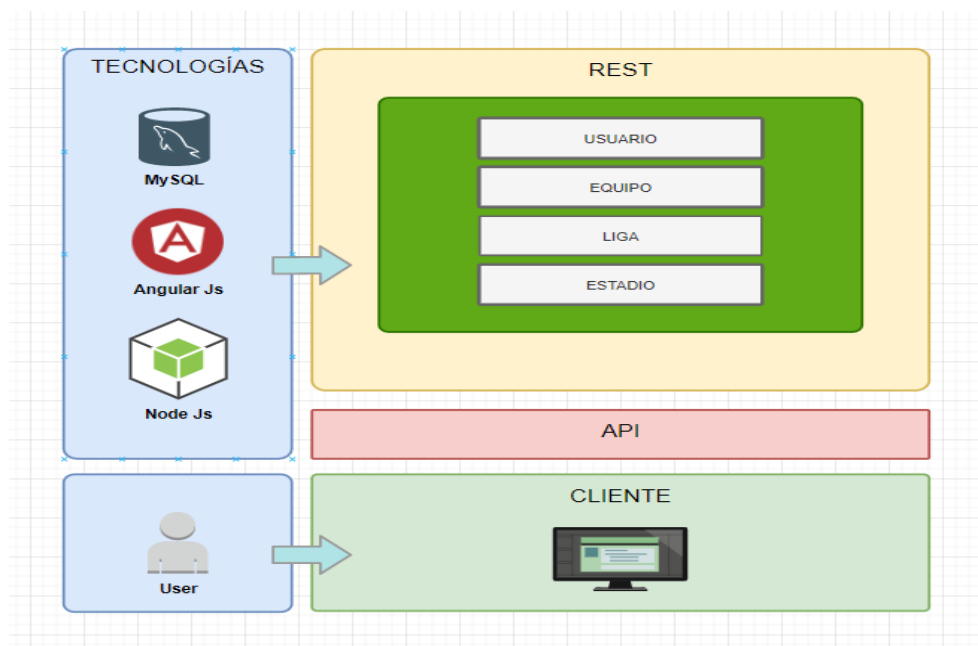 TECNOLOGÍAS
MySQL
Angular Js
Node Js
REST
USUARIO
EQUIPO
LIGA
ESTADIO
API
User
CLIENTE